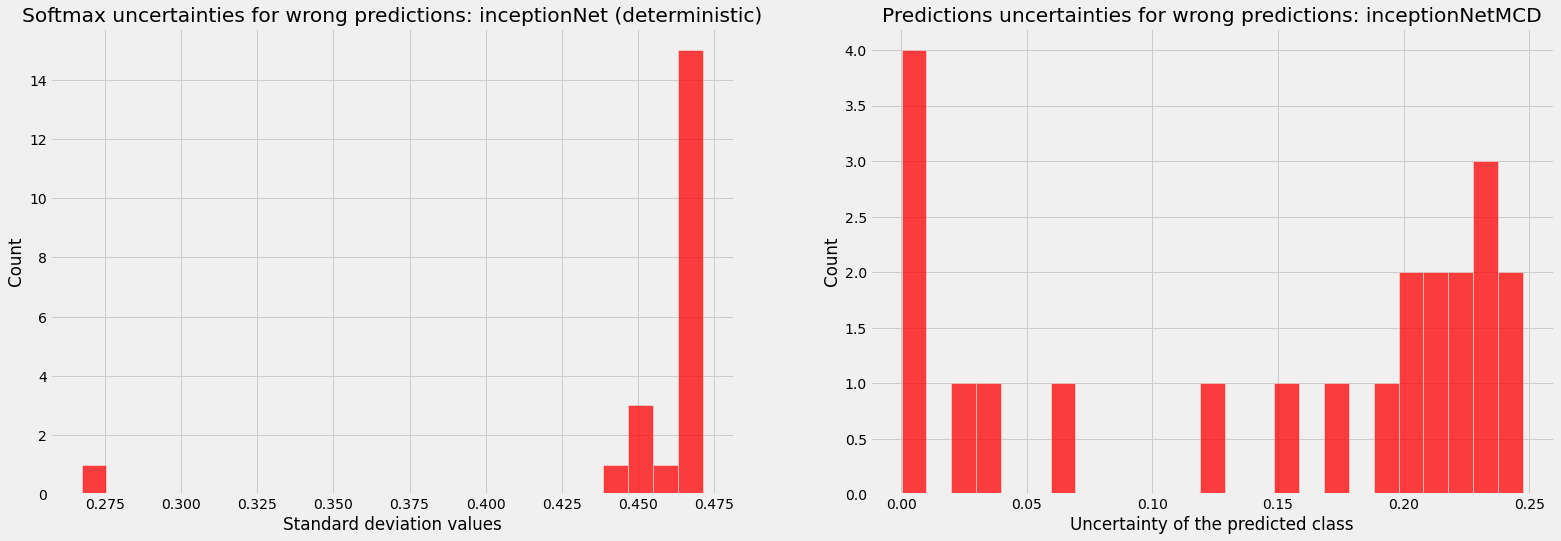 Softmax uncertainties for wrong predictions: inceptionNet (deterministic)
14
12
10
8
6
4
2
0
Count
0.275 0.300 0.325 0.350 0.375 0.400 0.425 0.450 0.475
Standard deviation values
Predictions uncertainties for wrong predictions: inceptionNetMCD
4.0
3.5
3.0
2.5
2.0
1.5
1.0
0.5
0.0
Count
0.00 0.05 0.10 0.15 0.20 0.25
Uncertainty of the predicted class